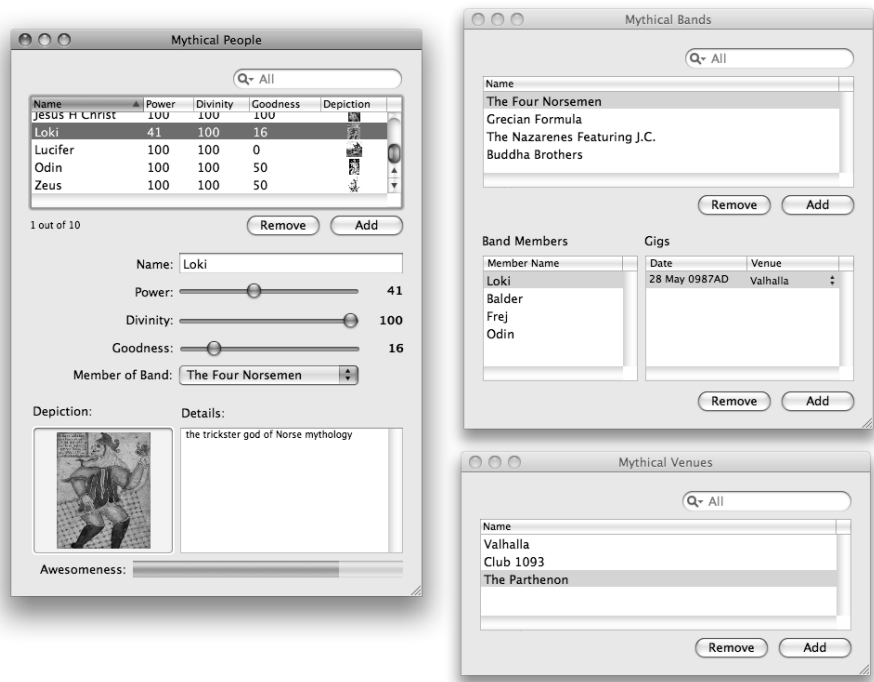 Mythical People
All
Name Power Divinity Goodness Depiction
Jesus H Christ 100 100 100
Loki 41 100 16
Lucifer 100 100 0
Odin 100 100 50
Zeus 100 100 50
1 out of 10
Remove Add
Name: Loki
Power: 41
Divinity: 100
Goodness: 16
Member of Band: The Four Norsemen
Depiction: Details:
the trickster god of Norse mythology
Awesomeness:
Mythical Bands
All
Name
The Four Norsemen
Grecian Formula
The Nazarenes Featuring J.C.
Buddha Brothers
Remove Add
Band Members Gigs
Member Name Date Venue
Loki 28 May 0987AD Valhalla
Balder
Frej
Odin
Remove Add
Mythical Venues
All
Name
Valhalla
Club 1093
The Parthenon
Remove Add